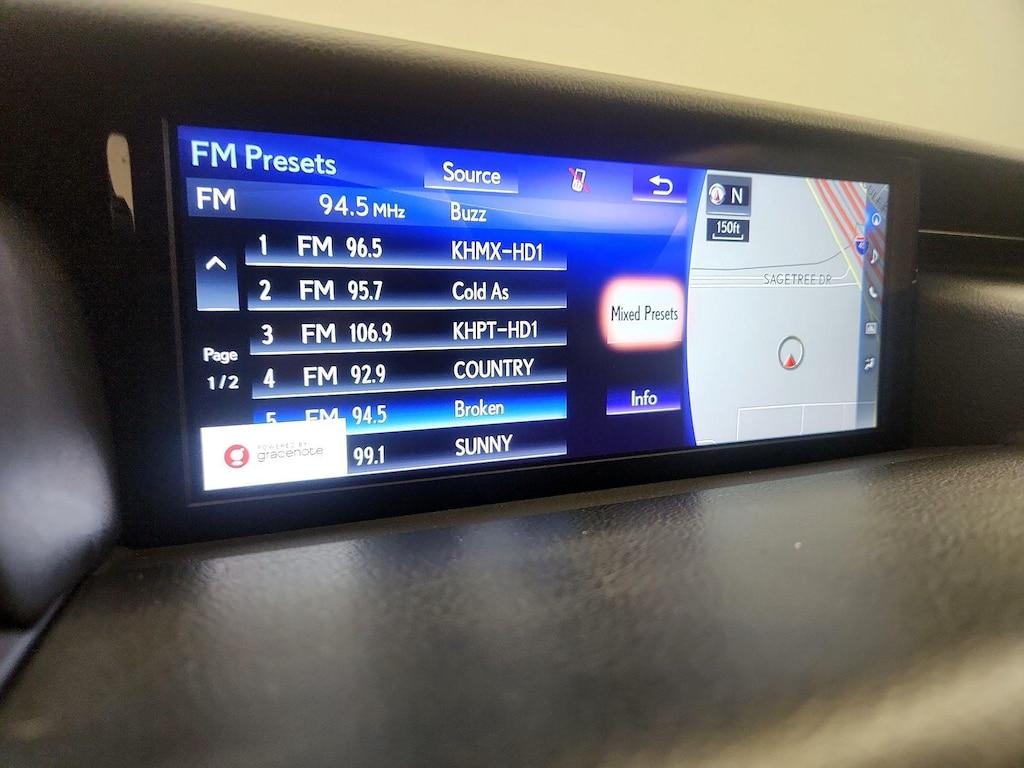 FM Presets
Source
FM 94.5 MHz Buzz
1 FM 96.5 KHMX-HD1
2 FM 95.7 Cold As
3 FM 106.9 KHPT-HD1
4 FM 92.9 COUNTRY
5 FM 94.5 Broken
99.1 SUNNY
Page
1/2
POWERED BY
gracenote
Mixed Presets
Info
N
150ft
SAGETREE DR